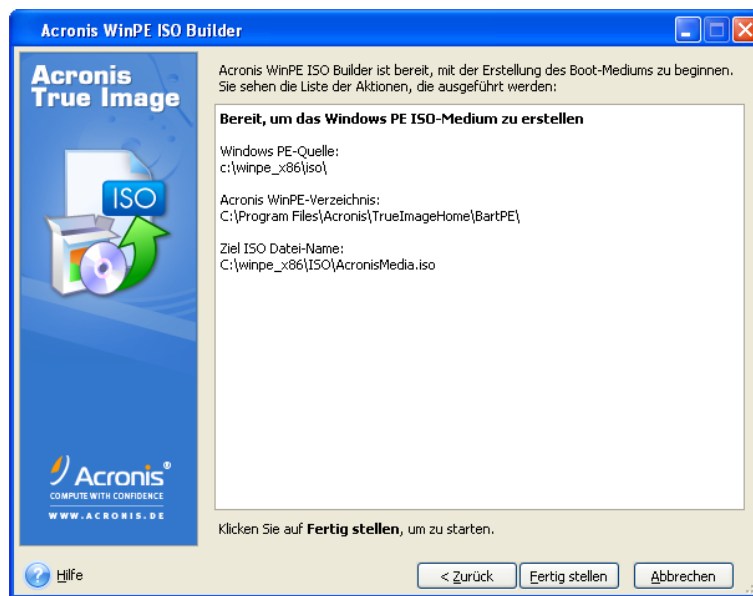 Acronis WinPE ISO Builder
Acronis
True Image
ISO
Acronis®
COMPUTE WITH CONFIDENCE
WWW.ACRONIS.DE
Acronis WinPE ISO Builder ist bereit, mit der Erstellung des Boot-Mediums zu beginnen.
Sie sehen die Liste der Aktionen, die ausgeführt werden:
Bereit, um das Windows PE ISO-Medium zu erstellen
Windows PE-Quelle:
c:\winpe_x86\iso\
Acronis WinPE-Verzeichnis:
C:\Program Files\Acronis\TrueImageHome\BartPE\
Ziel ISO Datei-Name:
C:\winpe_x86\ISO\AcronisMedia.iso
Klicken Sie auf Fertig stellen, um zu starten.
Hilfe
< Zurück
Fertig stellen
Abbrechen